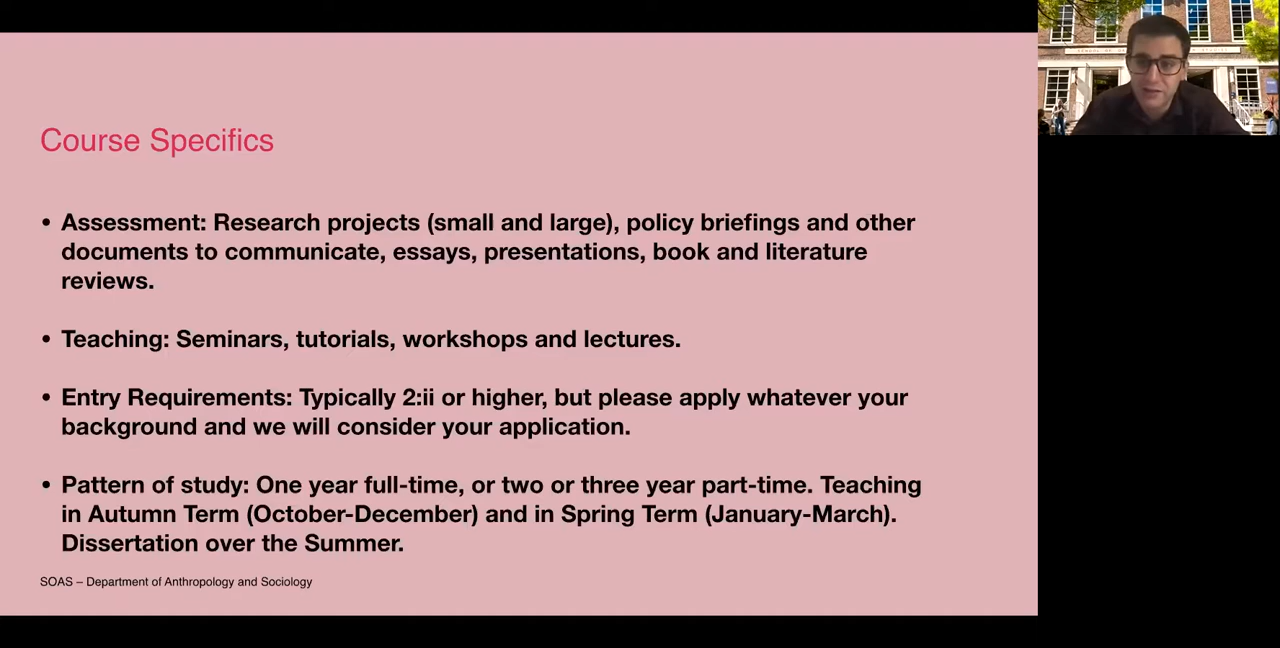 Course Specifics
• Assessment: Research projects (small and large), policy briefings and other
documents to communicate, essays, presentations, book and literature
reviews.
• Teaching: Seminars, tutorials, workshops and lectures.
• Entry Requirements: Typically 2:ii or higher, but please apply whatever your
background and we will consider your application.
• Pattern of study: One year full-time, or two or three year part-time. Teaching
in Autumn Term (October-December) and in Spring Term (January-March).
Dissertation over the Summer.
SOAS – Department of Anthropology and Sociology